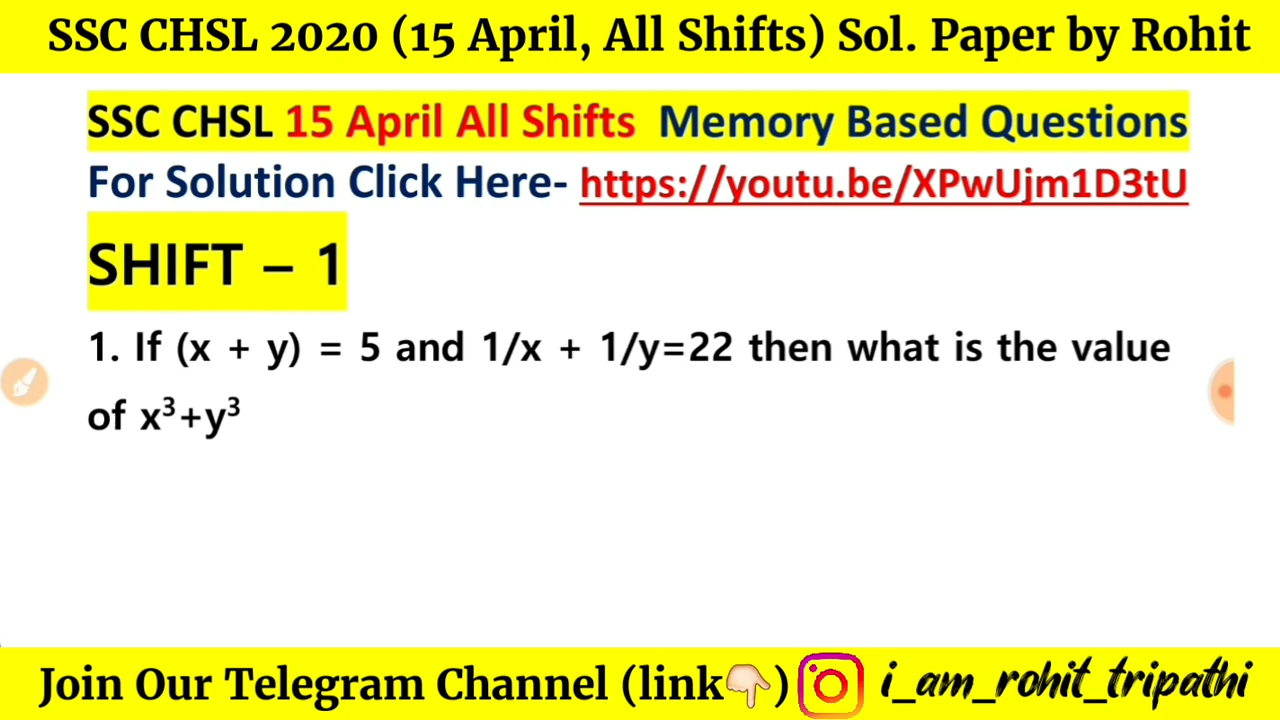 SSC CHSL 2020 (15 April, All Shifts) Sol. Paper by Rohit
SSC CHSL 15 April All Shifts Memory Based Questions
For Solution Click Here- https://youtu.be/XPwUjm1D3tU
SHIFT – 1
1. If (x + y) = 5 and 1/x + 1/y=22 then what is the value
of x³+y³
Join Our Telegram Channel (link👇🏻) i_am_rohit_tripathi